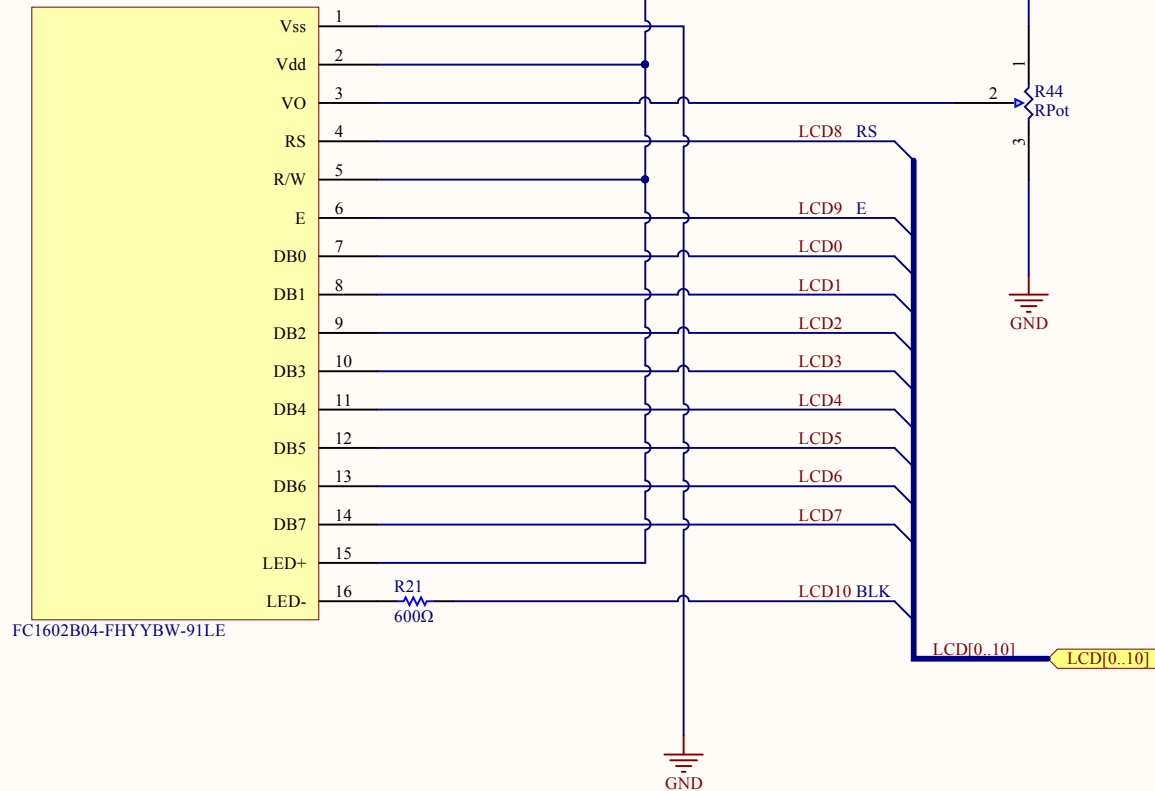 Vss 1
Vdd 2
VO 3
RS 4
R/W 5
E 6
DB0 7
DB1 8
DB2 9
DB3 10
DB4 11
DB5 12
DB6 13
DB7 14
LED+ 15
LED- 16
R21
600Ω
FC1602B04-FHYYBW-91LE
LCD8 RS
LCD9 E
LCD0
LCD1
LCD2
LCD3
LCD4
LCD5
LCD6
LCD7
LCD10 BLK
1
2
3
R44
RPot
GND
LCD[0..10]
LCD[0..10]
GND